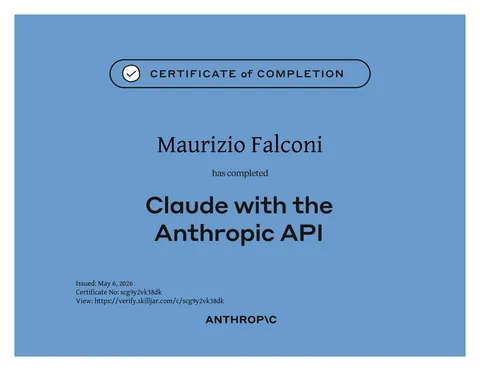 CERTIFICATE of COMPLETION
Maurizio Falconi
has completed
Claude with the
Anthropic API
Issued: May 6, 2026
Certificate No: scg9y2vk38dk
View: https://verify.skilljar.com/c/scg9y2vk38dk
ANTHROP\C